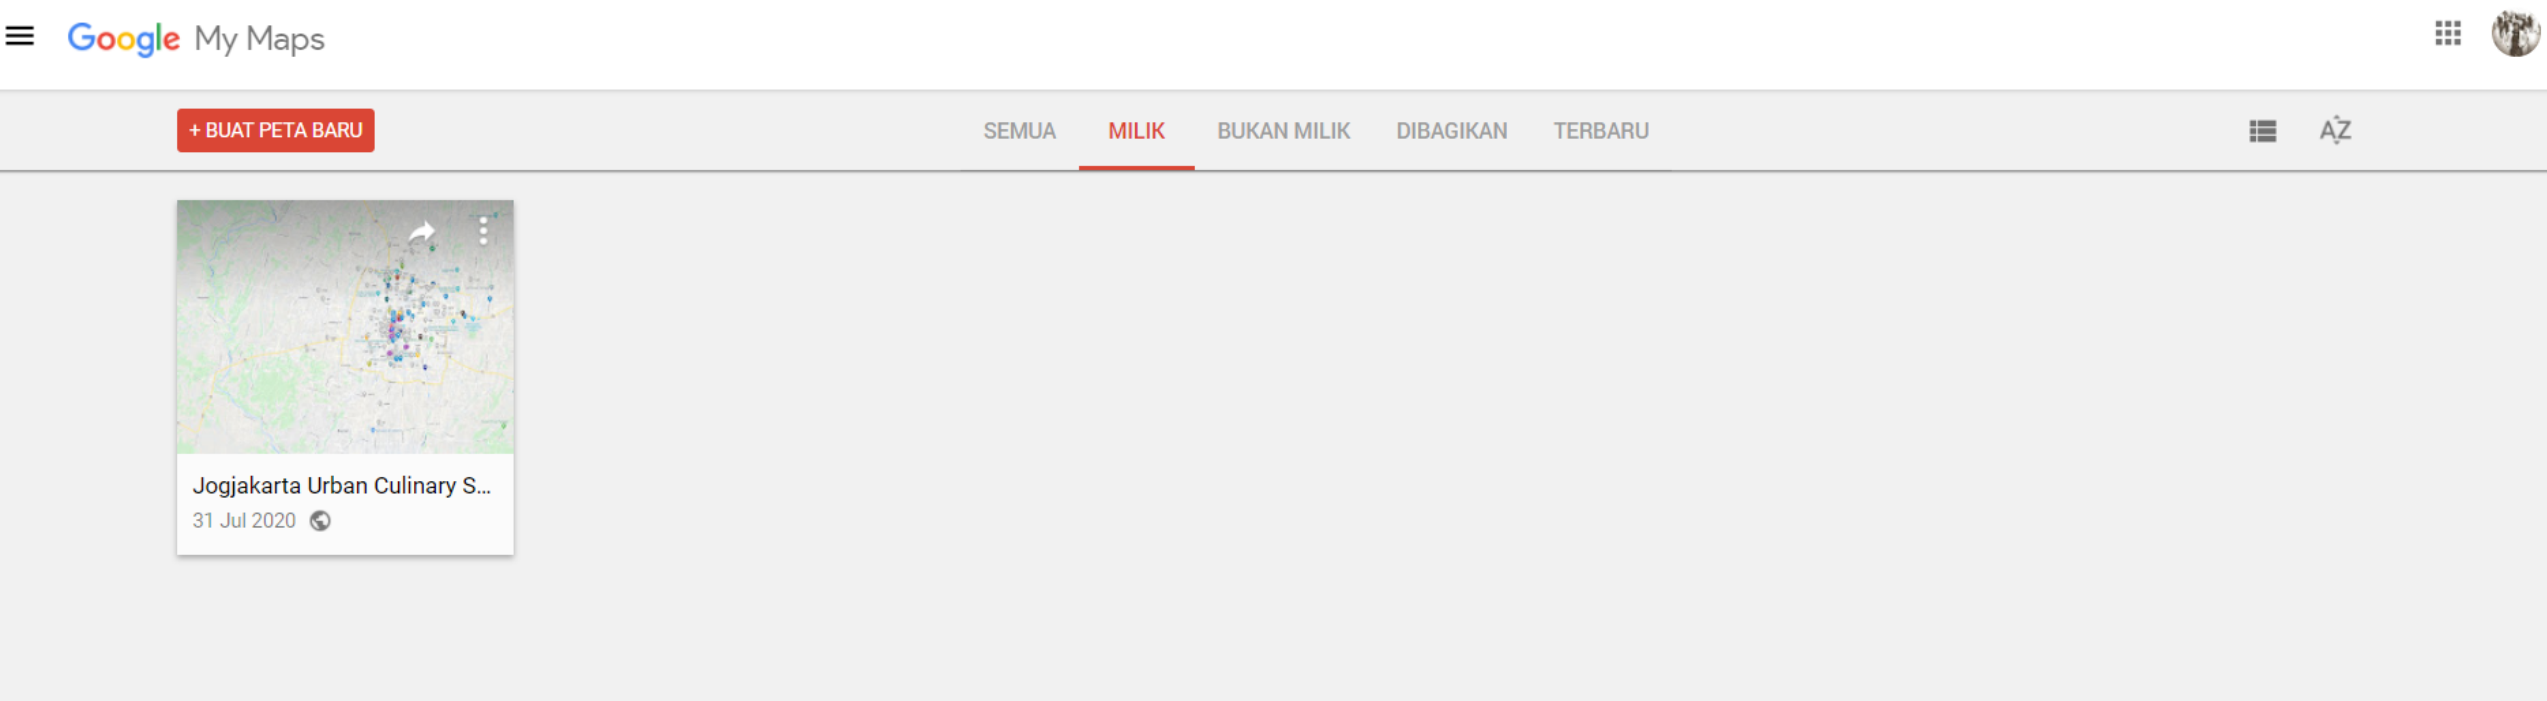 Google My Maps
+ BUAT PETA BARU
SEMUA MILIK BUKAN MILIK DIBAGIKAN TERBARU
AZ
Jogjakarta Urban Culinary S...
31 Jul 2020